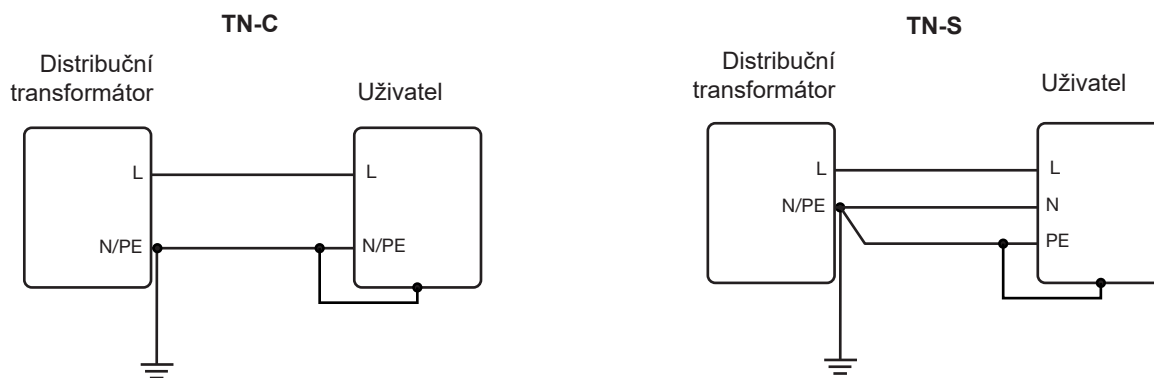 TN-C
Distribuční
transformátor
Uživatel
L
L
N/PE
N/PE
TN-S
Distribuční
transformátor
Uživatel
L
L
N/PE
N
PE